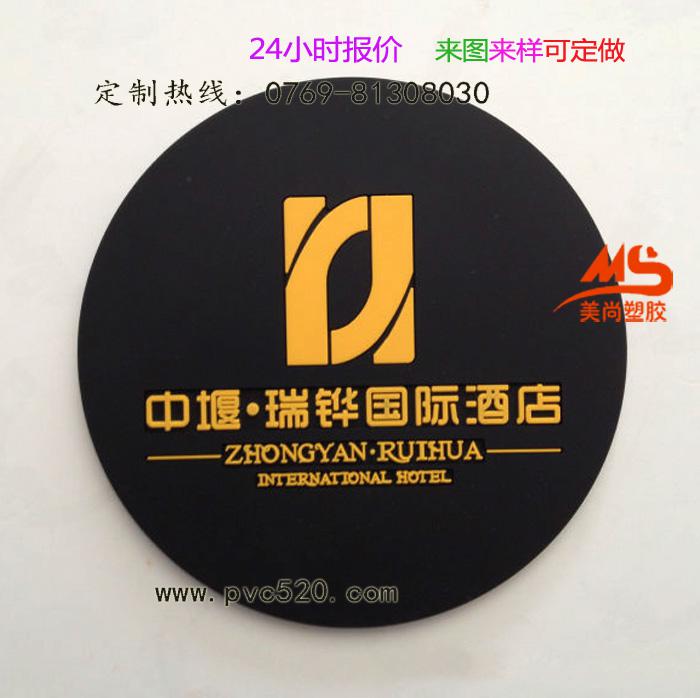 24小时报价 来图来样可定做
定制热线：0769-81308030
MS
美尚塑胶
中堰·瑞铧国际酒店
ZHONGYAN·RUIHUA
INTERNATIONAL HOTEL
www.pvc520.com